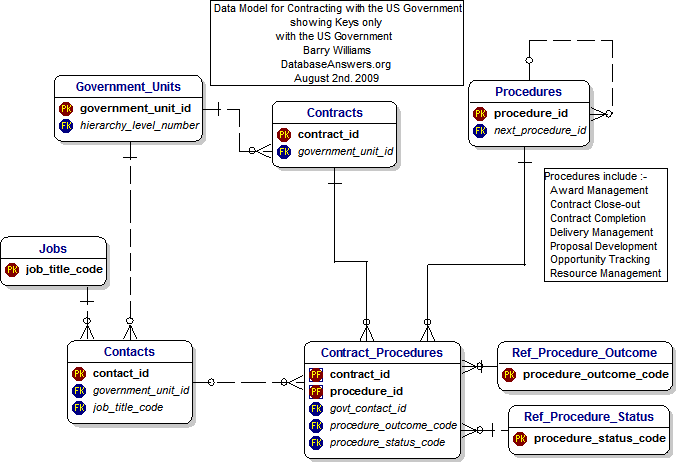 Data Model for Contracting with the US Government
showing Keys only
with the US Government
Barry Williams
DatabaseAnswers.org
August 2nd. 2009
Government_Units
Pk government_unit_id
Fk hierarchy_level_number
Contracts
Pk contract_id
Fk government_unit_id
Procedures
Pk procedure_id
Fk next_procedure_id
Procedures include :-
Award Management
Contract Close-out
Contract Completion
Delivery Management
Proposal Development
Opportunity Tracking
Resource Management
Jobs
Pk job_title_code
Contacts
Pk contact_id
Fk government_unit_id
Fk job_title_code
Contract_Procedures
PF contract_id
PF procedure_id
Fk govt_contact_id
Fk procedure_outcome_code
Fk procedure_status_code
Ref_Procedure_Outcome
Pk procedure_outcome_code
Ref_Procedure_Status
Pk procedure_status_code